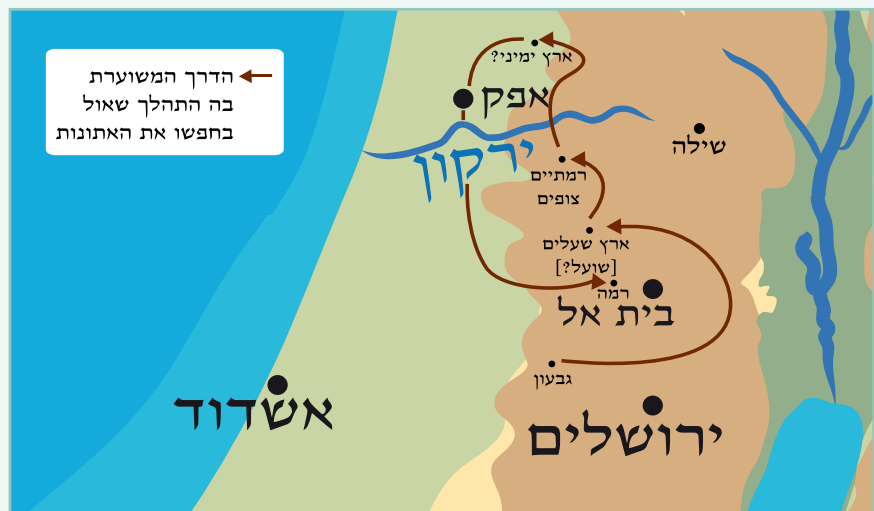 הדרך המשוערת
בה התהלך שאול
בחפשו את האתונות
ארץ ימיני?
אפק
ירקון
שילה
רמתיים
צופים
ארץ שעלים
[שועל?]
רמה
בית אל
גבעון
אשדוד
ירושלים